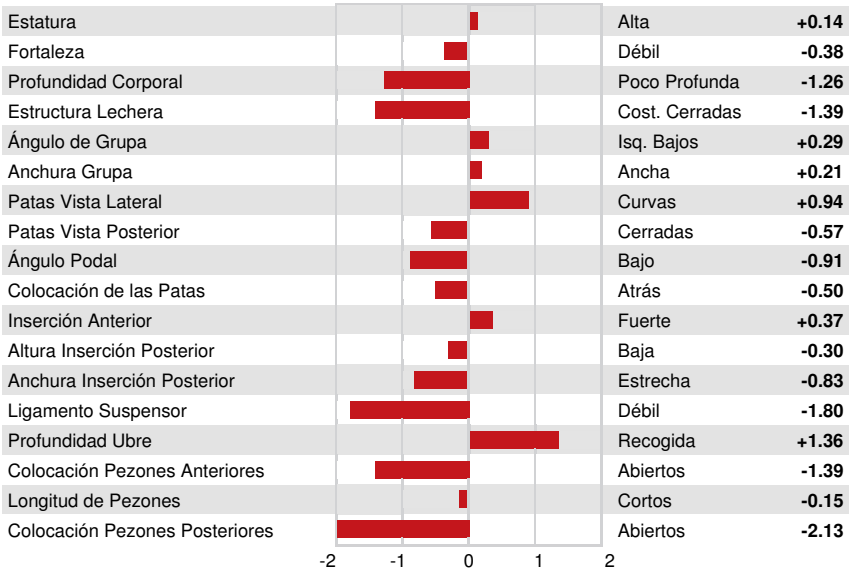 Estatura Alta +0.14
Fortaleza Débil -0.38
Profundidad Corporal Poco Profunda -1.26
Estructura Lechera Cost. Cerradas -1.39
Ángulo de Grupa Isq. Bajos +0.29
Anchura Grupa Ancha +0.21
Patas Vista Lateral Curvas +0.94
Patas Vista Posterior Cerradas -0.57
Ángulo Podal Bajo -0.91
Colocación de las Patas Atrás -0.50
Inserción Anterior Fuerte +0.37
Altura Inserción Posterior Baja -0.30
Anchura Inserción Posterior Estrecha -0.83
Ligamento Suspensor Débil -1.80
Profundidad Ubre Recogida +1.36
Colocación Pezones Anteriores Abiertos -1.39
Longitud de Pezones Cortos -0.15
Colocación Pezones Posteriores Abiertos -2.13
-2 -1 0 1 2